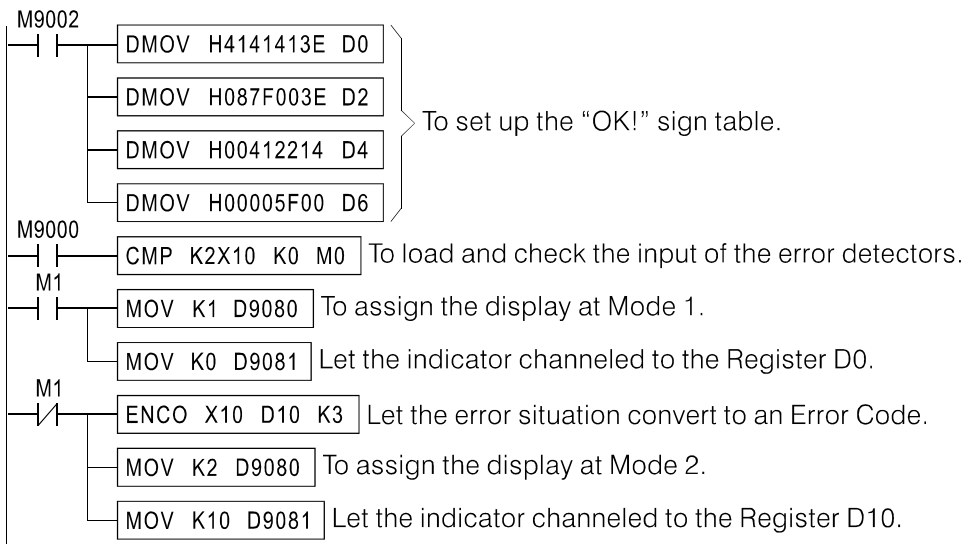 M9002
DMOV H4141413E D0
DMOV H087F003E D2
To set up the “OK!” sign table.
DMOV H00412214 D4
DMOV H00005F00 D6
M9000
CMP K2X10 K0 M0 To load and check the input of the error detectors.
M1
MOV K1 D9080 To assign the display at Mode 1.
MOV K0 D9081 Let the indicator channeled to the Register D0.
M1
ENCO X10 D10 K3 Let the error situation convert to an Error Code.
MOV K2 D9080 To assign the display at Mode 2.
MOV K10 D9081 Let the indicator channeled to the Register D10.